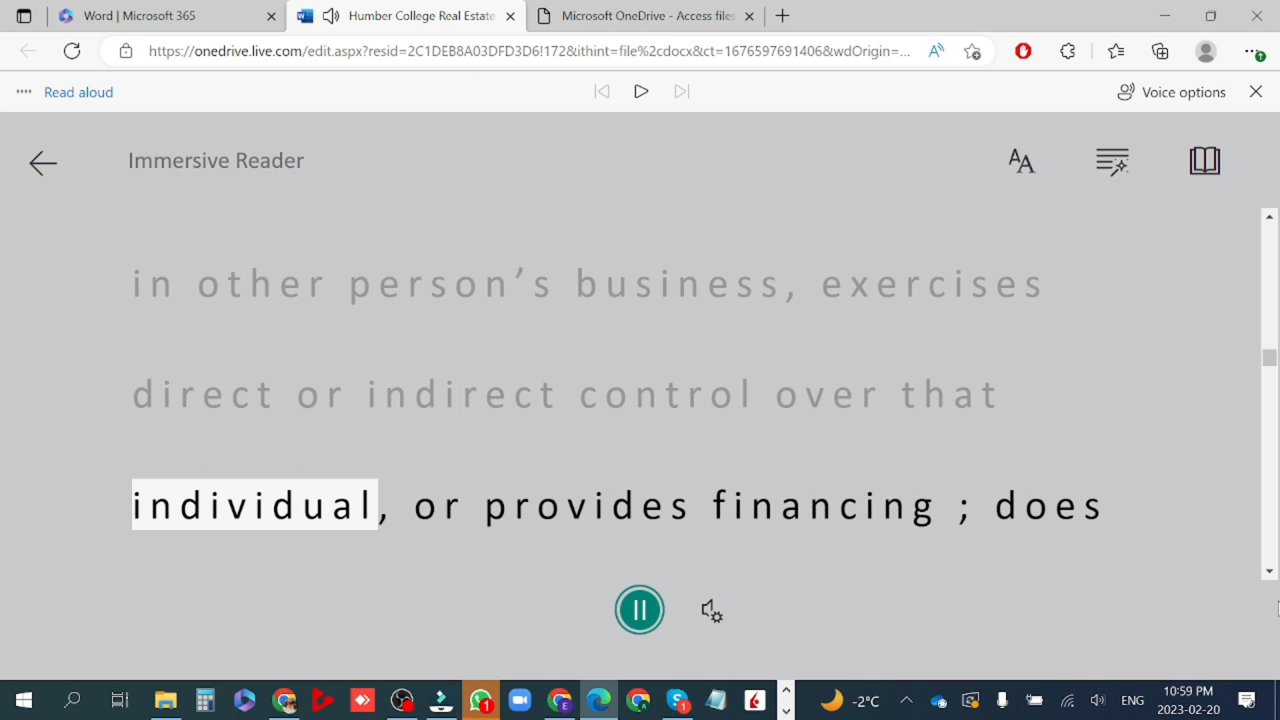 Word | Microsoft 365
Humber College Real Estate
Microsoft OneDrive - Access files
https://onedrive.live.com/edit.aspx?resid=2C1DEB8A03DFD3D6!172&ithint=file%2cdocx&ct=1676597691406&wdOrigin=...
Read aloud
Voice options
Immersive Reader
in other person’s business, exercises
direct or indirect control over that
individual, or provides financing ; does
-2°C
ENG
10:59 PM
2023-02-20